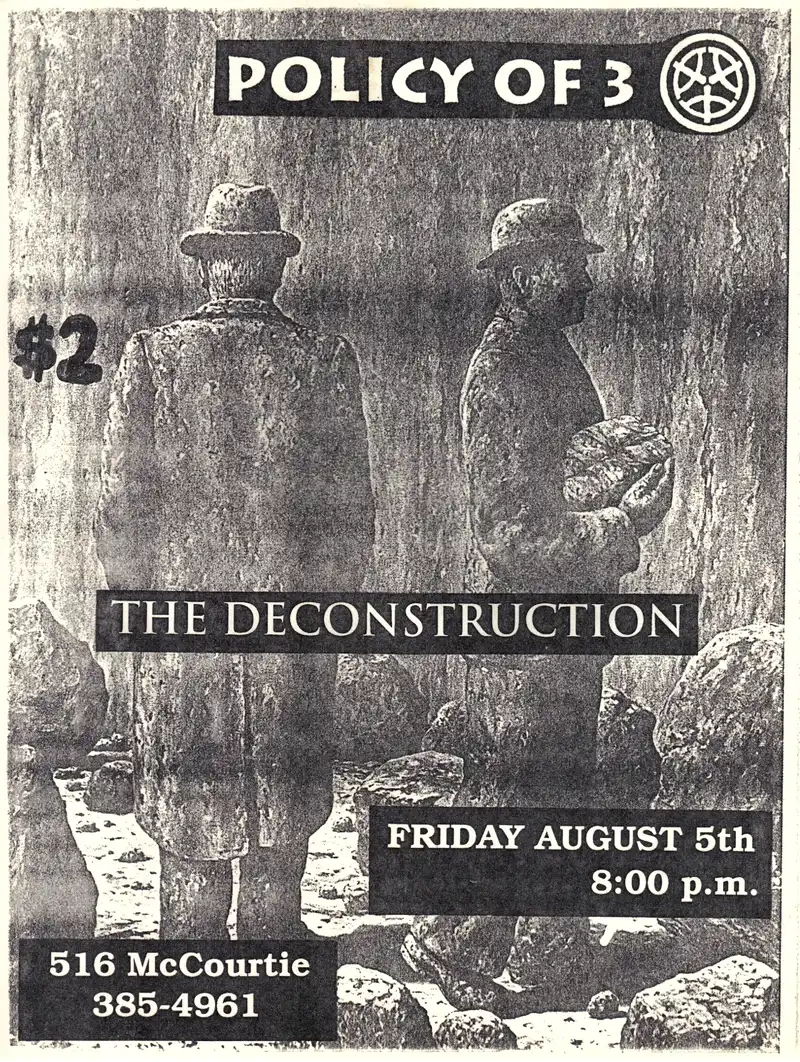 POLICY OF 3
$2
THE DECONSTRUCTION
FRIDAY AUGUST 5th
8:00 p.m.
516 McCourtie
385-4961